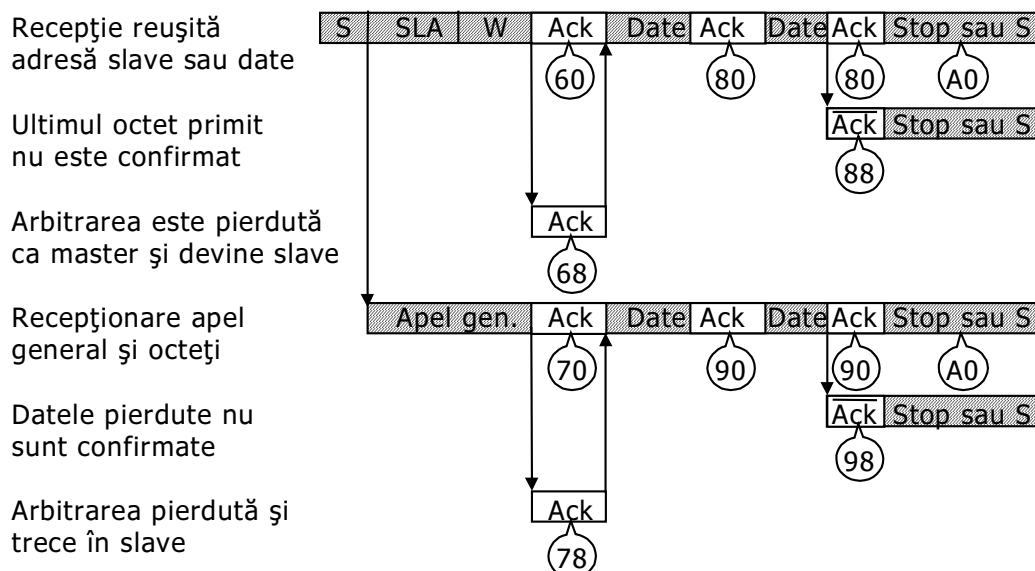 Recepţie reuşită
adresă slave sau date
S SLA W Ack Date Ack Date Ack Stop sau S
60 80 80 A0
Ultimul octet primit
nu este confirmat
Ack Stop sau S
88
Arbitrarea este pierdută
ca master şi devine slave
Ack
68
Recepţionare apel
general şi octeţi
Apel gen. Ack Date Ack Date Ack Stop sau S
70 90 90 A0
Datele pierdute nu
sunt confirmate
Ack Stop sau S
98
Arbitrarea pierdută şi
trece în slave
Ack
78